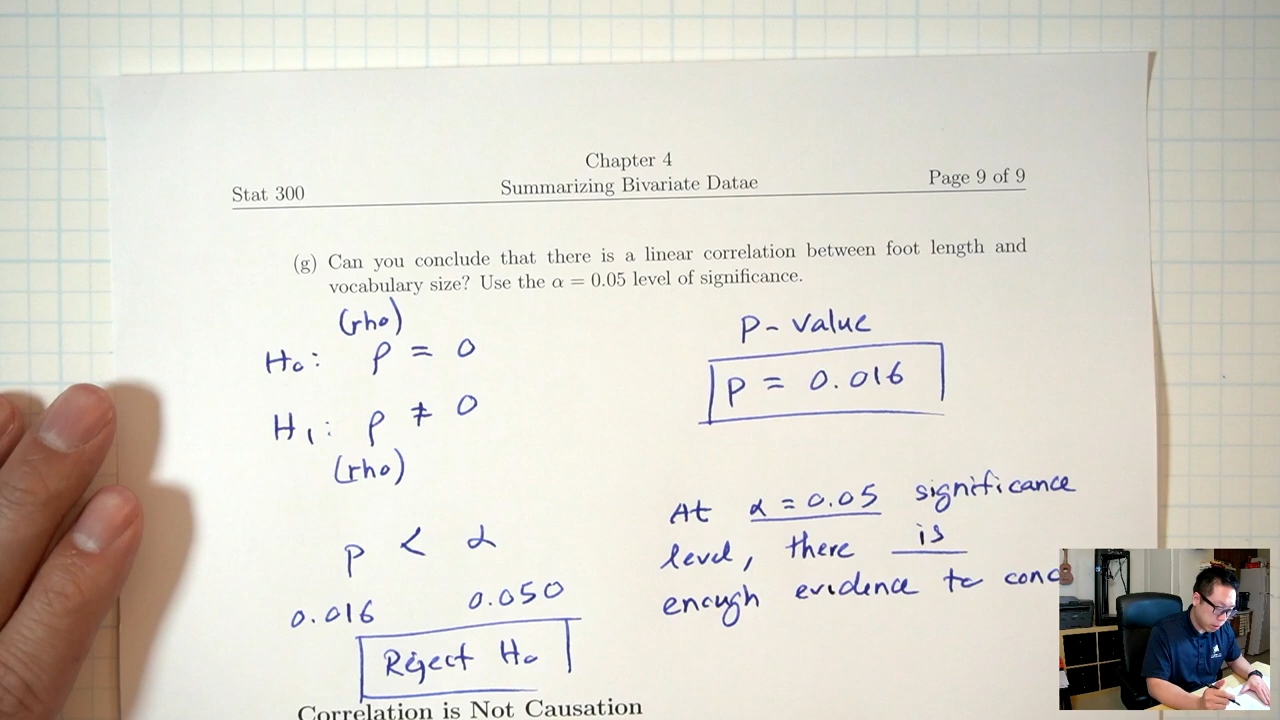 Chapter 4
Stat 300
Summarizing Bivariate Datae
Page 9 of 9
(g) Can you conclude that there is a linear correlation between foot length and
vocabulary size? Use the α = 0.05 level of significance.
(rho)
H₀: ρ = 0
H₁: ρ ≠ 0
(rho)
P-value
P = 0.016
P < α
0.016 0.050
Reject H₀
At α = 0.05 significance
level, there is
enough evidence to conc
Correlation is Not Causation